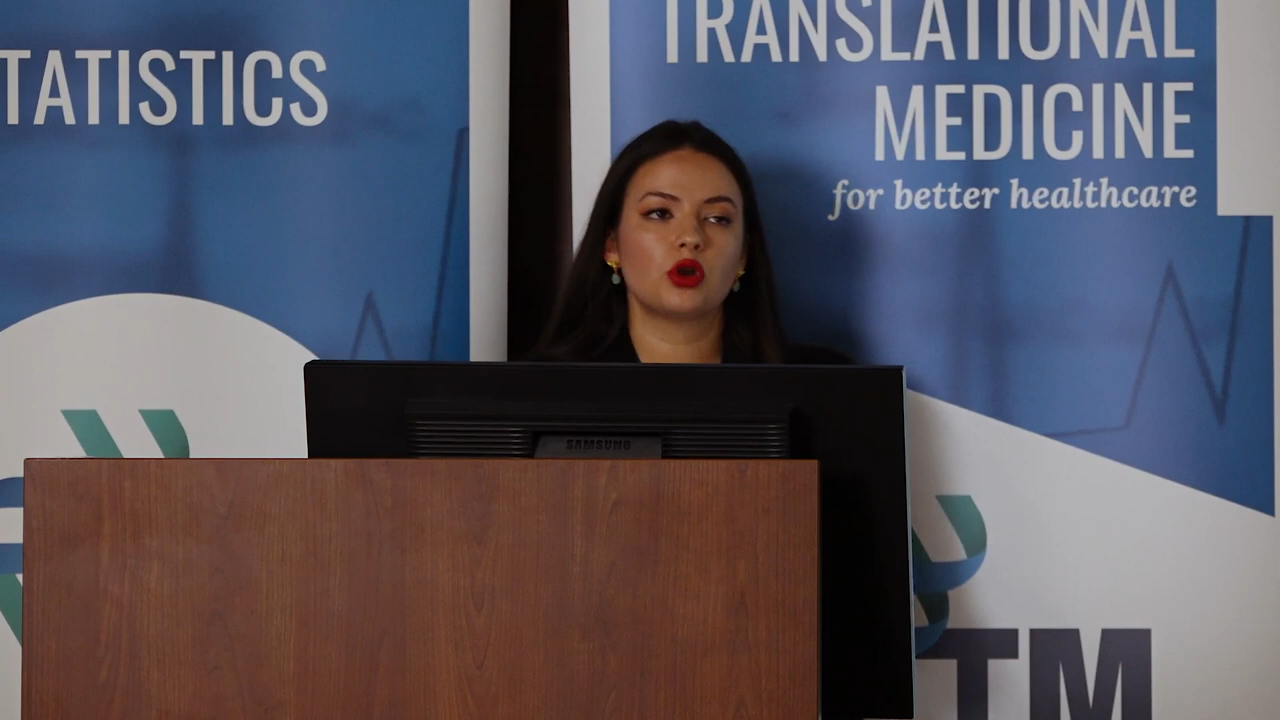 TATISTICS
TRANSLATIONAL
MEDICINE
for better healthcare
SAMSUNG
TM